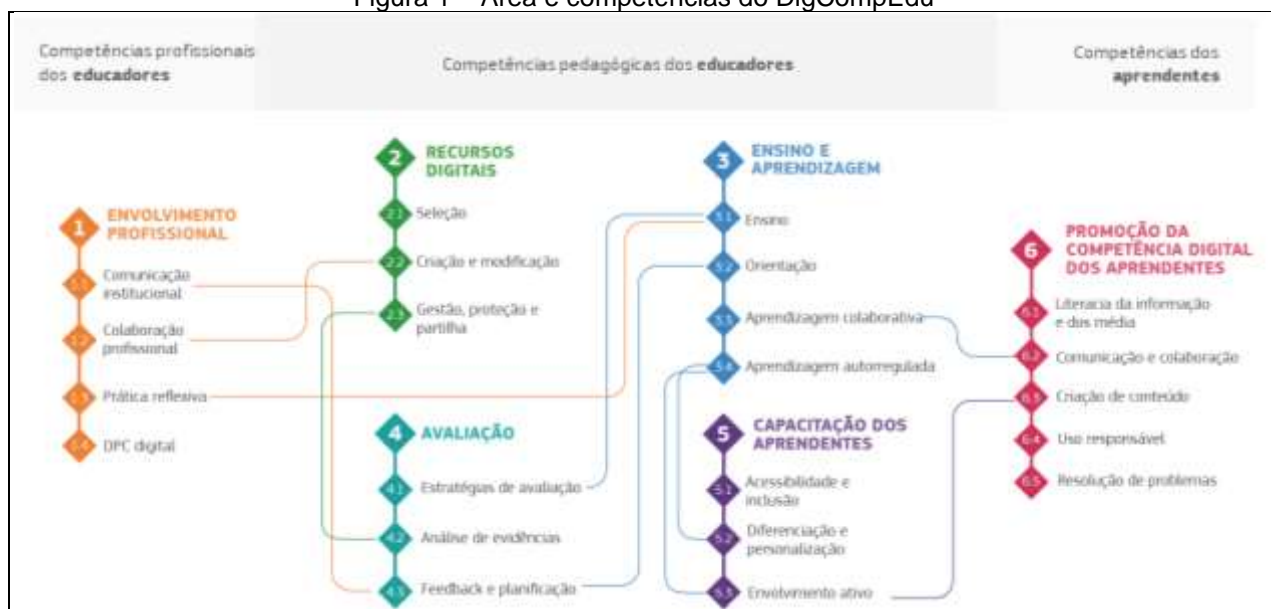 Figura 1 – Área e competências do DigCompEdu
Competências profissionais
dos educadores
Competências pedagógicas dos educadores
Competências dos
aprendentes
1
ENVOLVIMENTO
PROFISSIONAL
1.1
Comunicação
institucional
1.2
Colaboração
profissional
1.3
Prática reflexiva
1.4
DPC digital
2
RECURSOS
DIGITAIS
2.1
Seleção
2.2
Criação e modificação
2.3
Gestão, proteção e
partilha
4
AVALIAÇÃO
4.1
Estratégias de avaliação
4.2
Análise de evidências
4.3
Feedback e planificação
3
ENSINO E
APRENDIZAGEM
3.1
Ensino
3.2
Orientação
3.3
Aprendizagem colaborativa
3.4
Aprendizagem autorregulada
5
CAPACITAÇÃO DOS
APRENDENTES
5.1
Acessibilidade e
inclusão
5.2
Diferenciação e
personalização
5.3
Envolvimento ativo
6
PROMOÇÃO DA
COMPETÊNCIA DIGITAL
DOS APRENDENTES
6.1
Literacia da informação
e dos média
6.2
Comunicação e colaboração
6.3
Criação de conteúdo
6.4
Uso responsável
6.5
Resolução de problemas